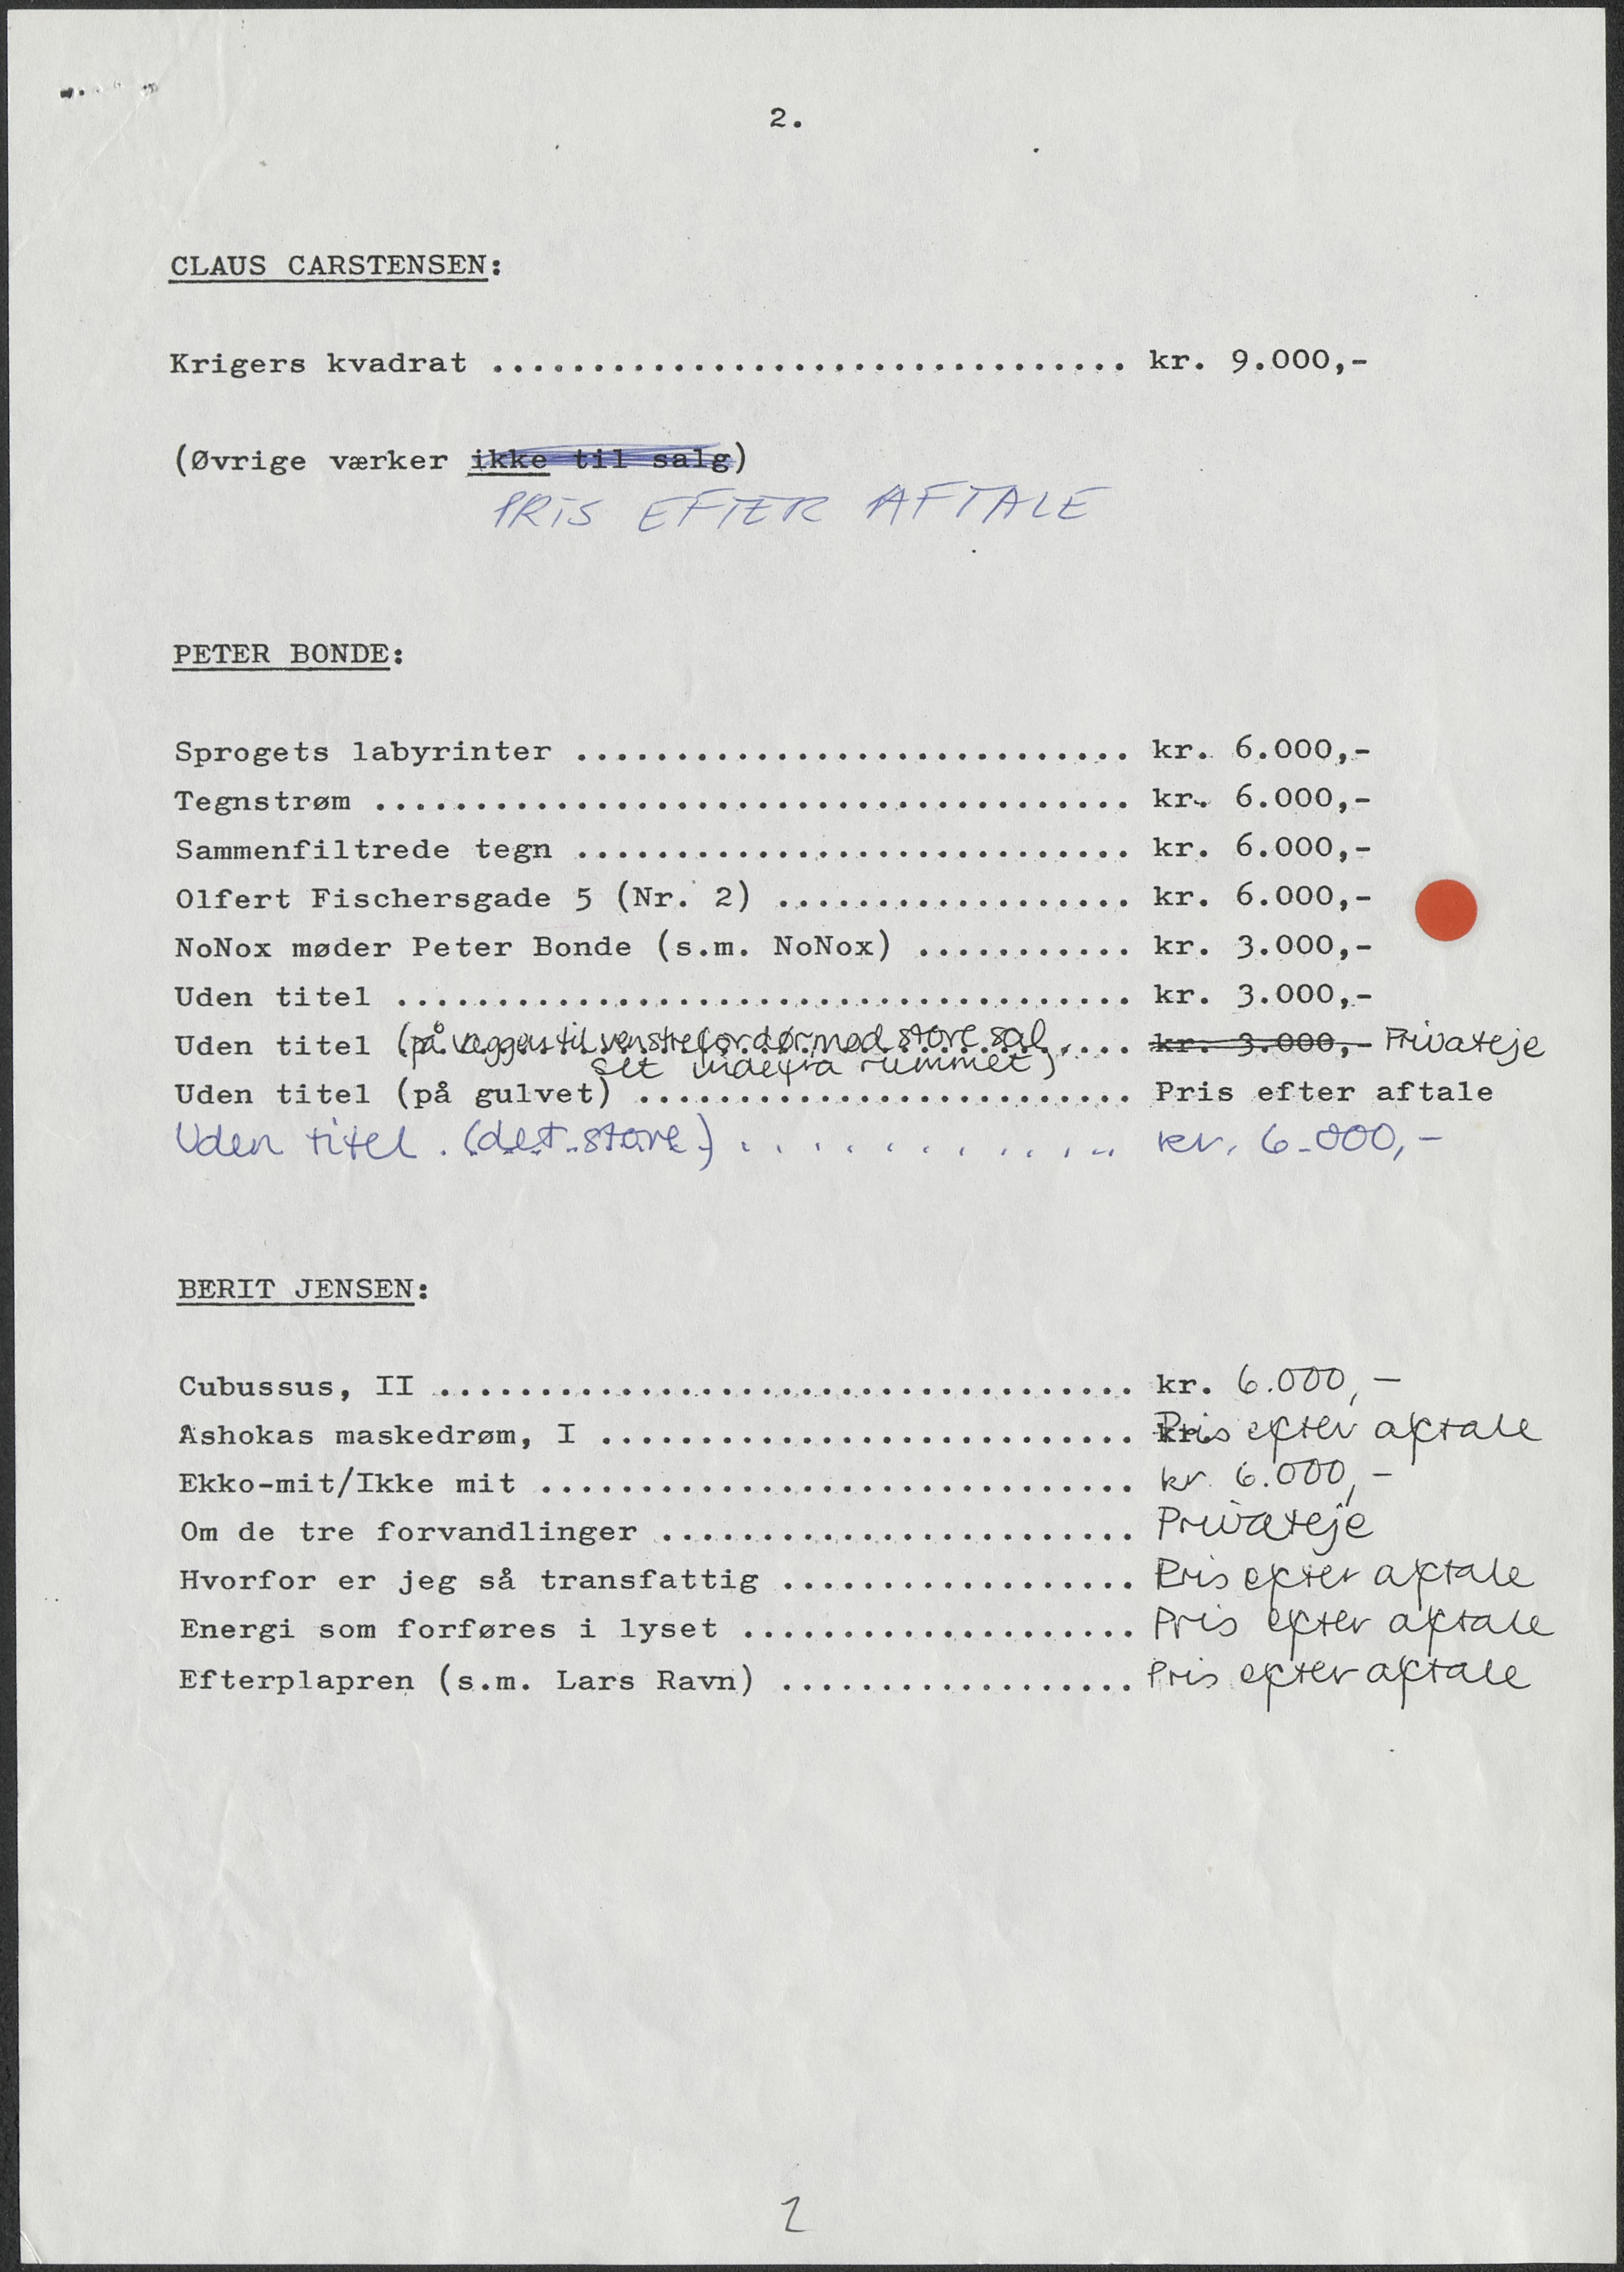 2.
CLAUS CARSTENSEN:
Krigers kvadrat ................................ kr. 9.000,-
(Øvrige værker ikke til salg)
PRIS EFTER AFTALE
PETER BONDE:
Sprogets labyrinter ............................ kr. 6.000,-
Tegnstrøm ...................................... kr. 6.000,-
Sammenfiltrede tegn ............................ kr. 6.000,-
Olfert Fischersgade 5 (Nr. 2) .................. kr. 6.000,-
NoNox møder Peter Bonde (s.m. NoNox) ........... kr. 3.000,-
Uden titel ..................................... kr. 3.000,-
Uden titel (på væggen til venstre for dør mod store sal .... kr. 3.000,- Privateje
set indefra rummet)
Uden titel (på gulvet) ......................... Pris efter aftale
Uden titel. (det store) .............. kr. 6.000,-
BERIT JENSEN:
Cubussus, II ................................... kr. 6.000,-
Ashokas maskedrøm, I ........................... Pris efter aftale
Ekko-mit/Ikke mit .............................. kr. 6.000,-
Om de tre forvandlinger ........................ Privateje
Hvorfor er jeg så transfattig .................. Pris efter aftale
Energi som forføres i lyset .................... Pris efter aftale
Efterplapren (s.m. Lars Ravn) .................. Pris efter aftale
2